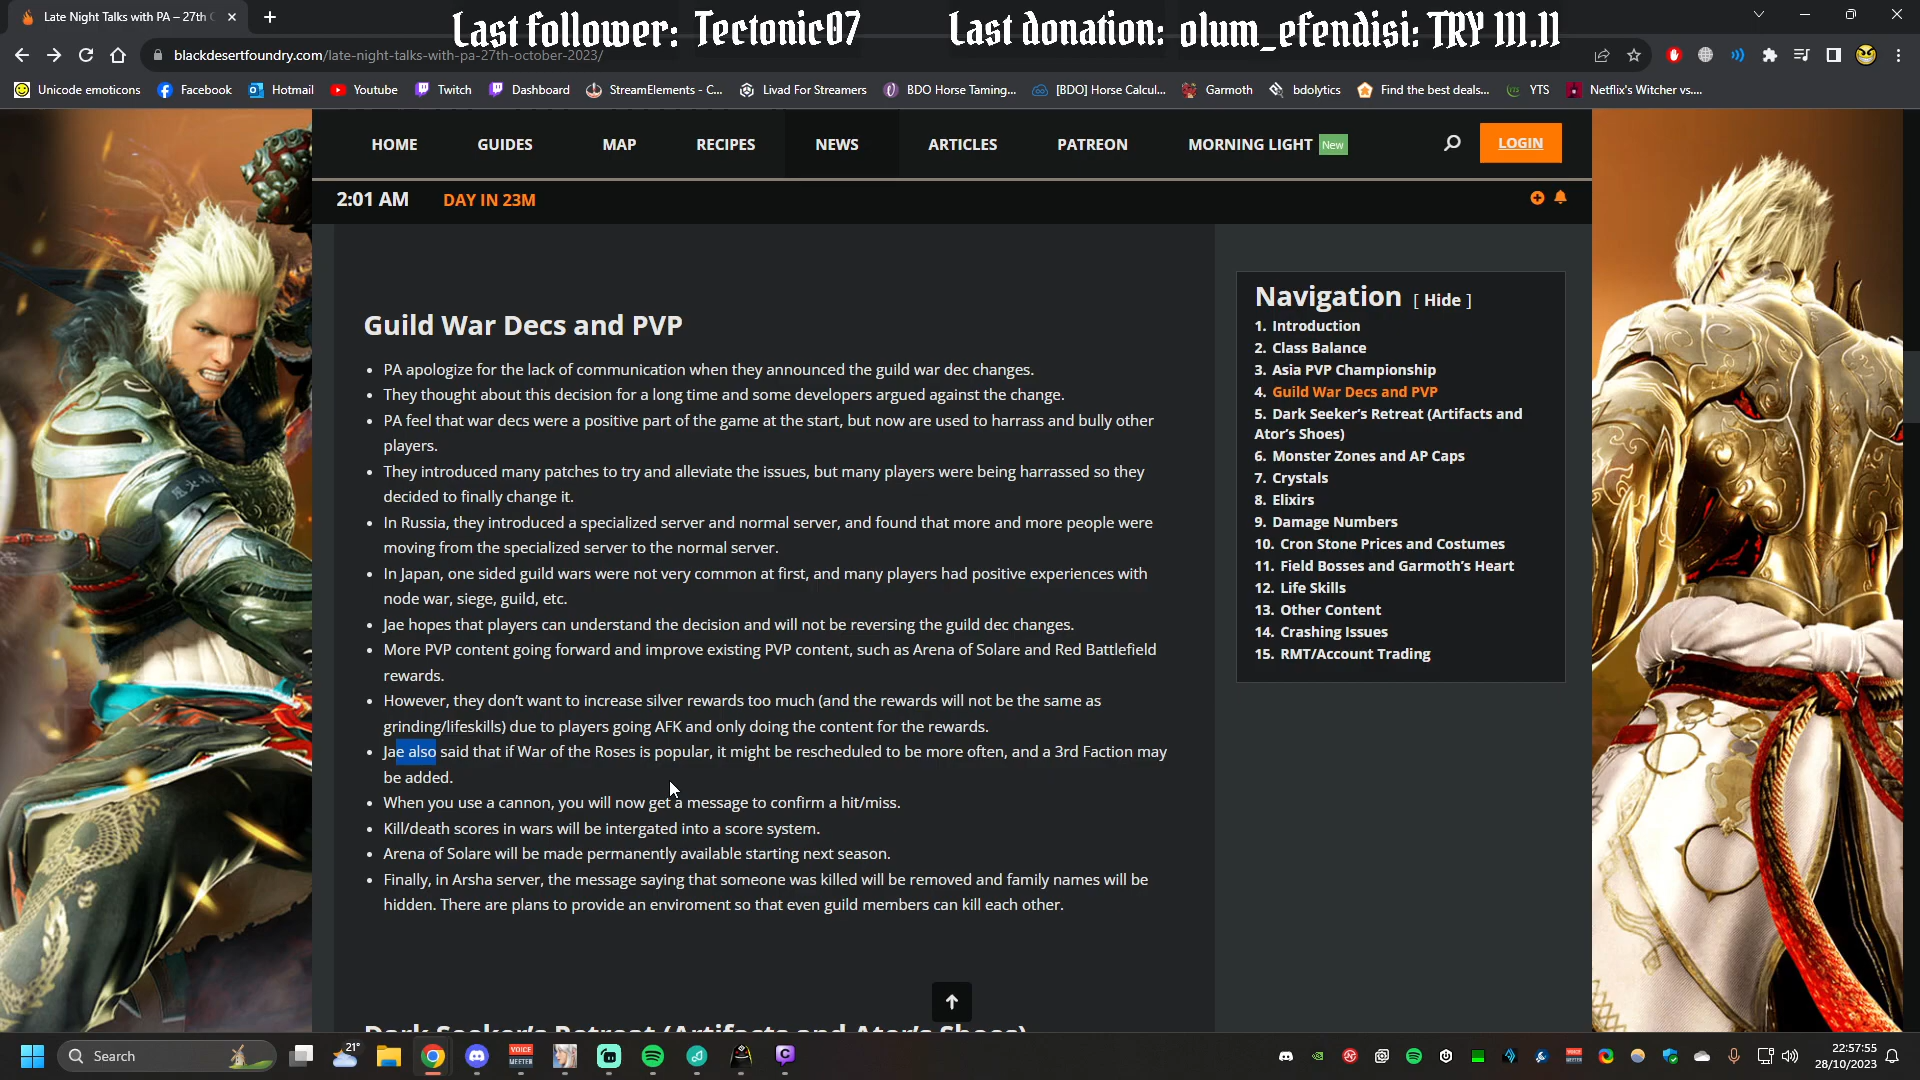 Late Night Talks with PA – 27th
Last follower: Tectonic07
Last donation: olum_efendisi: TRY 111.11
blackdesertfoundry.com/late-night-talks-with-pa-27th-october-2023/
Unicode emoticons
Facebook
Hotmail
Youtube
Twitch
Dashboard
StreamElements - C...
Livad For Streamers
BDO Horse Taming...
[BDO] Horse Calcul...
Garmoth
bdolytics
Find the best deals...
YTS
Netflix's Witcher vs....
HOME
GUIDES
MAP
RECIPES
NEWS
ARTICLES
PATREON
MORNING LIGHT New
LOGIN
2:01 AM
DAY IN 23M
Guild War Decs and PVP
PA apologize for the lack of communication when they announced the guild war dec changes.
They thought about this decision for a long time and some developers argued against the change.
PA feel that war decs were a positive part of the game at the start, but now are used to harrass and bully other
players.
They introduced many patches to try and alleviate the issues, but many players were being harrassed so they
decided to finally change it.
In Russia, they introduced a specialized server and normal server, and found that more and more people were
moving from the specialized server to the normal server.
In Japan, one sided guild wars were not very common at first, and many players had positive experiences with
node war, siege, guild, etc.
Jae hopes that players can understand the decision and will not be reversing the guild dec changes.
More PVP content going forward and improve existing PVP content, such as Arena of Solare and Red Battlefield
rewards.
However, they don't want to increase silver rewards too much (and the rewards will not be the same as
grinding/lifeskills) due to players going AFK and only doing the content for the rewards.
Jae also said that if War of the Roses is popular, it might be rescheduled to be more often, and a 3rd Faction may
be added.
When you use a cannon, you will now get a message to confirm a hit/miss.
Kill/death scores in wars will be intergated into a score system.
Arena of Solare will be made permanently available starting next season.
Finally, in Arsha server, the message saying that someone was killed will be removed and family names will be
hidden. There are plans to provide an enviroment so that even guild members can kill each other.
Dark Seeker's Retreat (Artifacts and Ator's Shoes)
Navigation [ Hide ]
1. Introduction
2. Class Balance
3. Asia PVP Championship
4. Guild War Decs and PVP
5. Dark Seeker's Retreat (Artifacts and
Ator's Shoes)
6. Monster Zones and AP Caps
7. Crystals
8. Elixirs
9. Damage Numbers
10. Cron Stone Prices and Costumes
11. Field Bosses and Garmoth's Heart
12. Life Skills
13. Other Content
14. Crashing Issues
15. RMT/Account Trading
Search
21°
VOICE
MEETER
22:57:55
28/10/2023